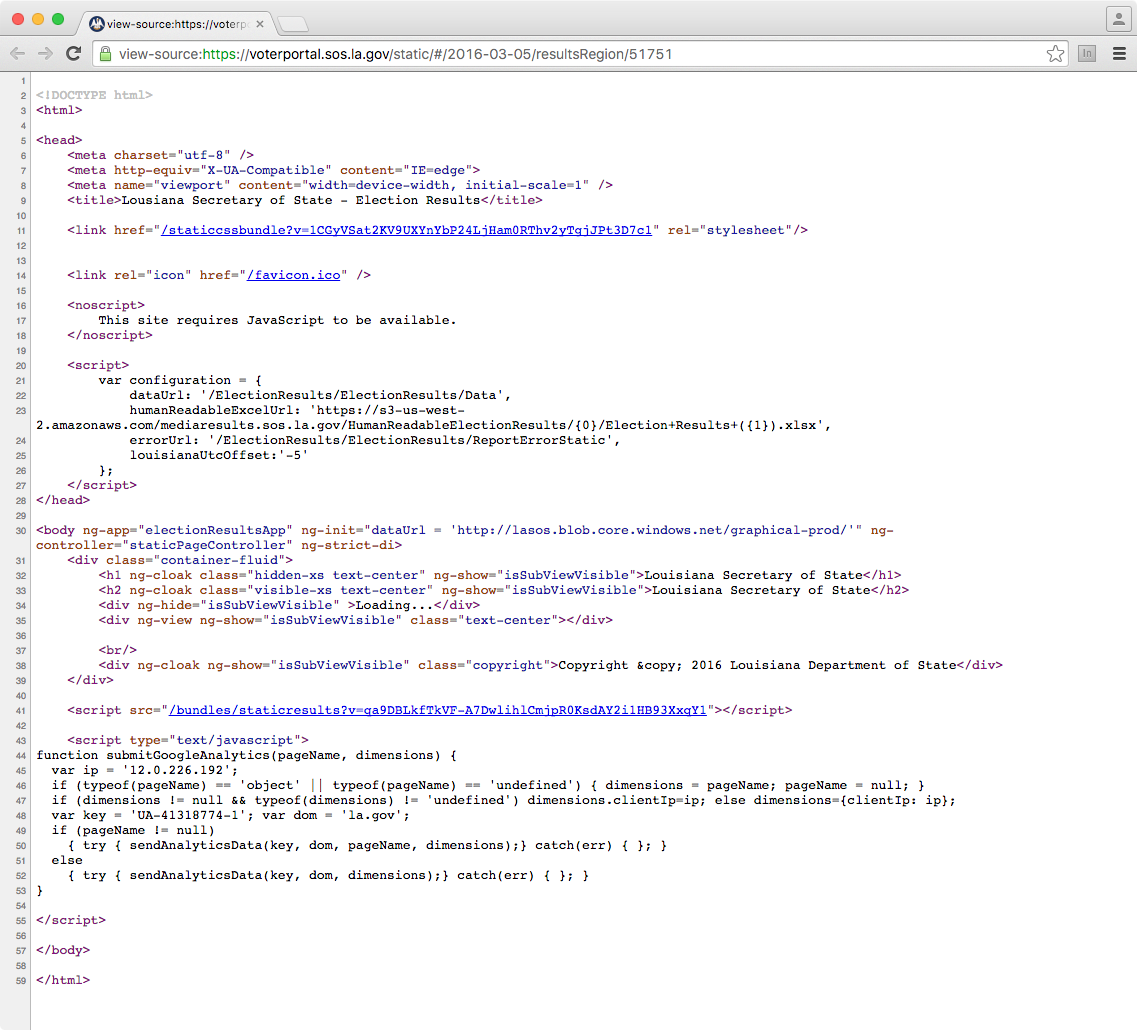 view-source:https://voterp
view-source:https://voterportal.sos.la.gov/static/#/2016-03-05/resultsRegion/51751
In
1
2 <!DOCTYPE html>
3 <html>
4
5 <head>
6 <meta charset="utf-8" />
7 <meta http-equiv="X-UA-Compatible" content="IE=edge">
8 <meta name="viewport" content="width=device-width, initial-scale=1" />
9 <title>Lousiana Secretary of State - Election Results</title>
10
11 <link href="/staticcssbundle?v=1CGyVSat2KV9UXYnYbP24LjHam0RThv2yTqjJPt3D7c1" rel="stylesheet"/>
12
13
14 <link rel="icon" href="/favicon.ico" />
15
16 <noscript>
17 This site requires JavaScript to be available.
18 </noscript>
19
20 <script>
21 var configuration = {
22 dataUrl: '/ElectionResults/ElectionResults/Data',
23 humanReadableExcelUrl: 'https://s3-us-west-
2.amazonaws.com/mediaresults.sos.la.gov/HumanReadableElectionResults/{0}/Election+Results+({1}).xlsx',
24 errorUrl: '/ElectionResults/ElectionResults/ReportErrorStatic',
25 louisianaUtcOffset:'-5'
26 };
27 </script>
28 </head>
29
30 <body ng-app="electionResultsApp" ng-init="dataUrl = 'http://lasos.blob.core.windows.net/graphical-prod/'" ng-
controller="staticPageController" ng-strict-di>
31 <div class="container-fluid">
32 <h1 ng-cloak class="hidden-xs text-center" ng-show="isSubViewVisible">Louisiana Secretary of State</h1>
33 <h2 ng-cloak class="visible-xs text-center" ng-show="isSubViewVisible">Louisiana Secretary of State</h2>
34 <div ng-hide="isSubViewVisible" >Loading...</div>
35 <div ng-view ng-show="isSubViewVisible" class="text-center"></div>
36
37 <br/>
38 <div ng-cloak ng-show="isSubViewVisible" class="copyright">Copyright &copy; 2016 Louisiana Department of State</div>
39 </div>
40
41 <script src="/bundles/staticresults?v=qa9DBLkfTkVF-A7DwlihlCmjpR0KsdAY2i1HB93XxqY1"></script>
42
43 <script type="text/javascript">
44 function submitGoogleAnalytics(pageName, dimensions) {
45 var ip = '12.0.226.192';
46 if (typeof(pageName) == 'object' || typeof(pageName) == 'undefined') { dimensions = pageName; pageName = null; }
47 if (dimensions != null && typeof(dimensions) != 'undefined') dimensions.clientIp=ip; else dimensions={clientIp: ip};
48 var key = 'UA-41318774-1'; var dom = 'la.gov';
49 if (pageName != null)
50 { try { sendAnalyticsData(key, dom, pageName, dimensions);} catch(err) { }; }
51 else
52 { try { sendAnalyticsData(key, dom, dimensions);} catch(err) { }; }
53 }
54
55 </script>
56
57 </body>
58
59 </html>